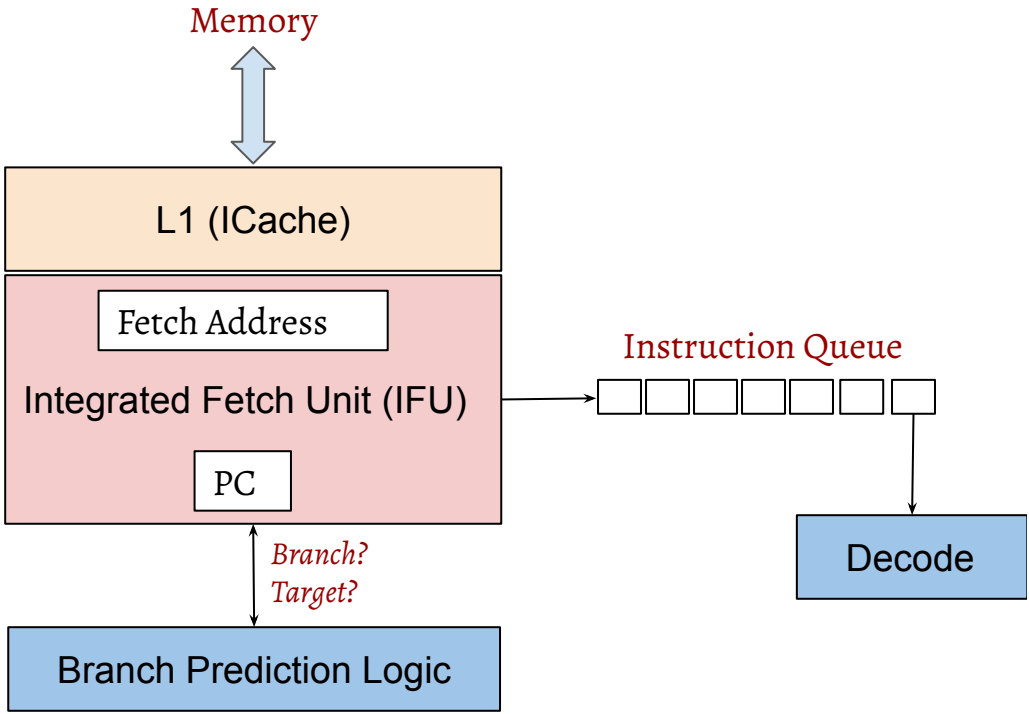 Memory
L1 (ICache)
Fetch Address
Instruction Queue
Integrated Fetch Unit (IFU)
PC
Branch?
Target?
Decode
Branch Prediction Logic